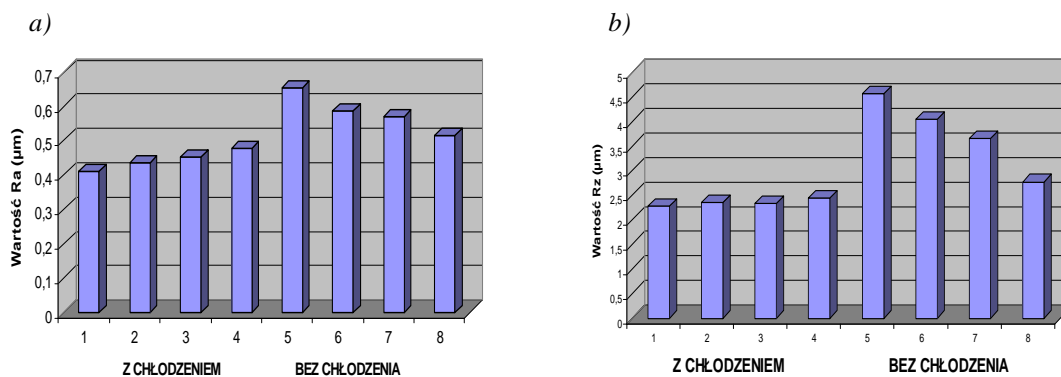 a)
b)
Wartość Ra (µm)
0,7
0,6
0,5
0,4
0,3
0,2
0,1
0
1 2 3 4 5 6 7 8
Z CHŁODZENIEM BEZ CHŁODZENIA
Wartość Rz (µm)
5
4,5
4
3,5
3
2,5
2
1,5
1
0,5
0
1 2 3 4 5 6 7 8
Z CHŁODZENIEM BEZ CHŁODZENIA